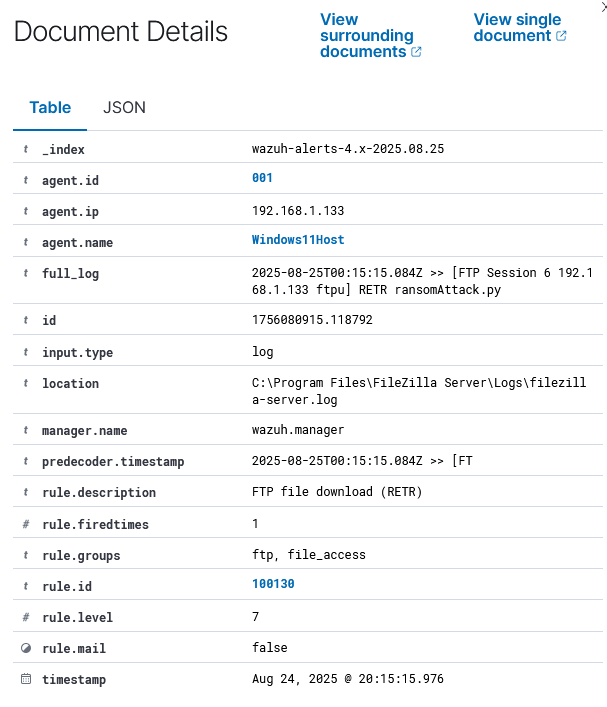 Document Details
View
surrounding
documents
View single
document
Table JSON
t _index wazuh-alerts-4.x-2025.08.25
t agent.id 001
t agent.ip 192.168.1.133
t agent.name Windows11Host
t full_log 2025-08-25T00:15:15.084Z >> [FTP Session 6 192.1
68.1.133 ftpu] RETR ransomAttack.py
t id 1756080915.118792
t input.type log
t location C:\Program Files\FileZilla Server\Logs\filezill
a-server.log
t manager.name wazuh.manager
t predecoder.timestamp 2025-08-25T00:15:15.084Z >> [FT
t rule.description FTP file download (RETR)
# rule.firedtimes 1
t rule.groups ftp, file_access
t rule.id 100130
# rule.level 7
rule.mail false
timestamp Aug 24, 2025 @ 20:15:15.976